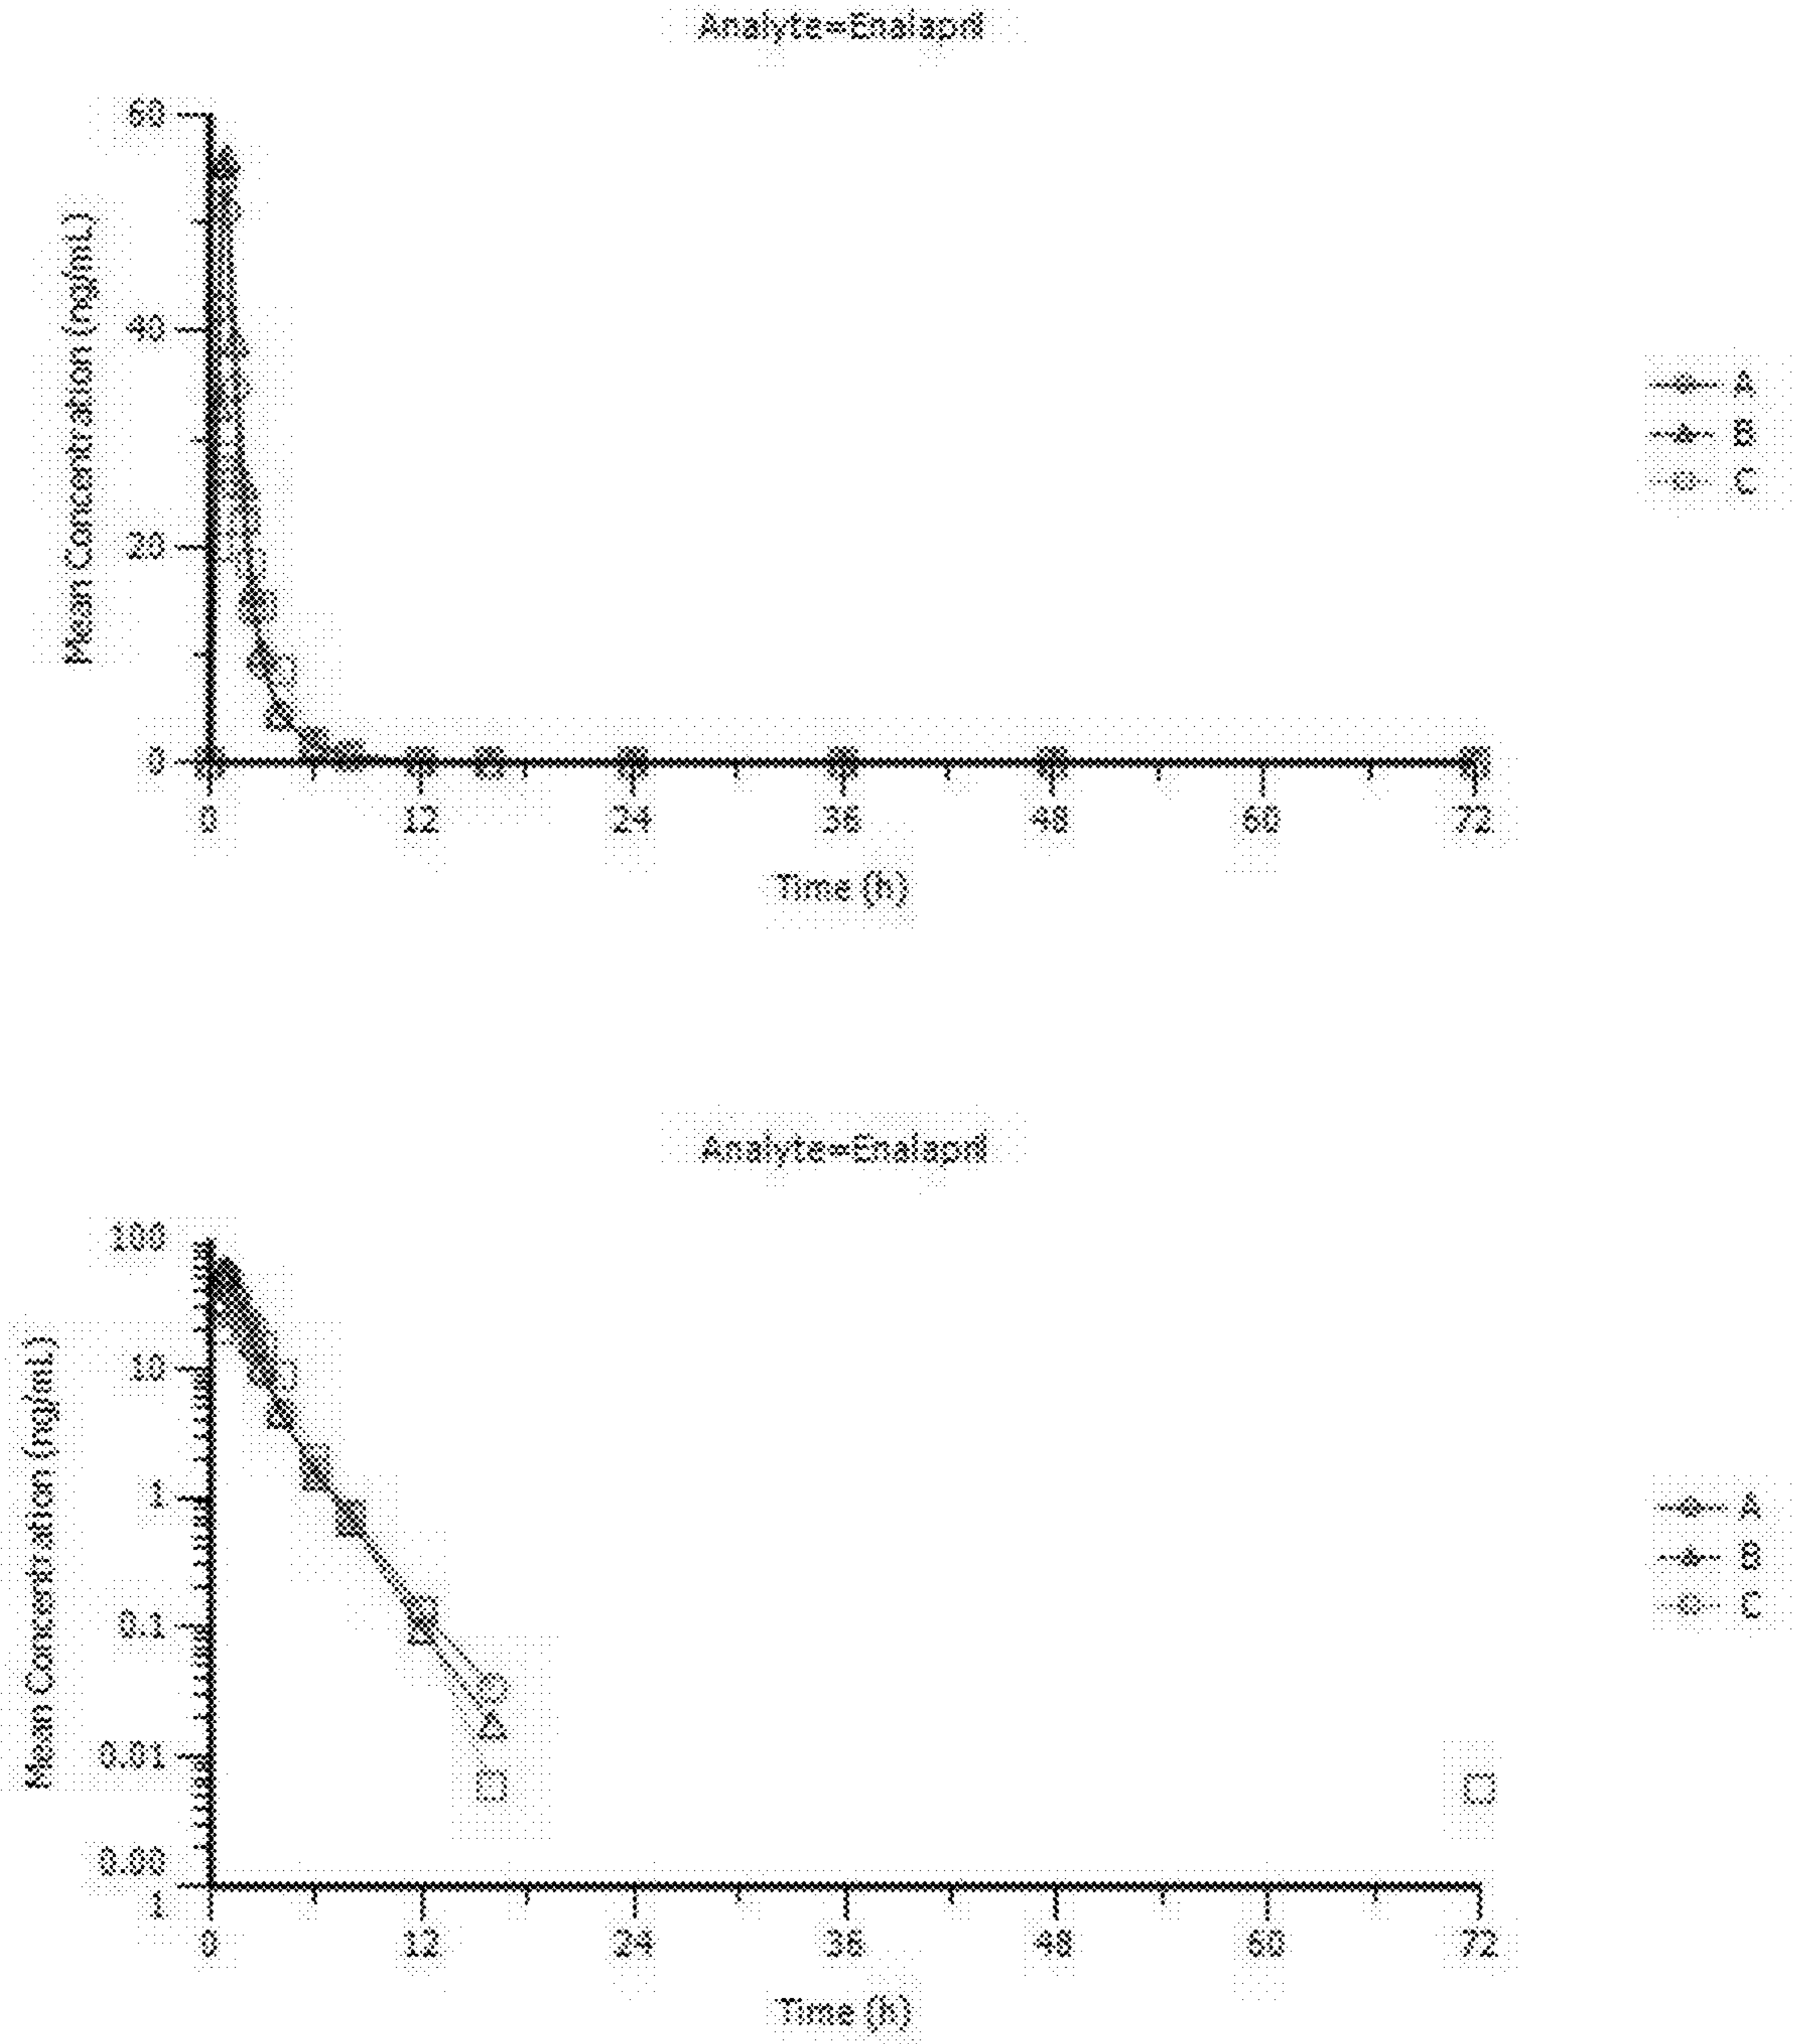 Analyte=Enalapril
60
40
20
0
Mean Concentration (ng/mL)
0 12 24 36 48 60 72
Time (h)
A
B
C
Analyte=Enalapril
100
10
1
0.1
0.01
0.00
1
Mean Concentration (ng/mL)
0 12 24 36 48 60 72
Time (h)
A
B
C